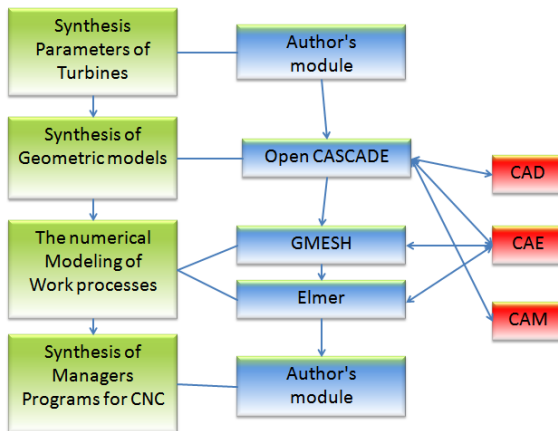 Synthesis
Parameters of
Turbines
Author's
module
Synthesis of
Geometric models
Open CASCADE
CAD
The numerical
Modeling of
Work processes
GMESH
CAE
Elmer
CAM
Synthesis of
Managers
Programs for CNC
Author's
module